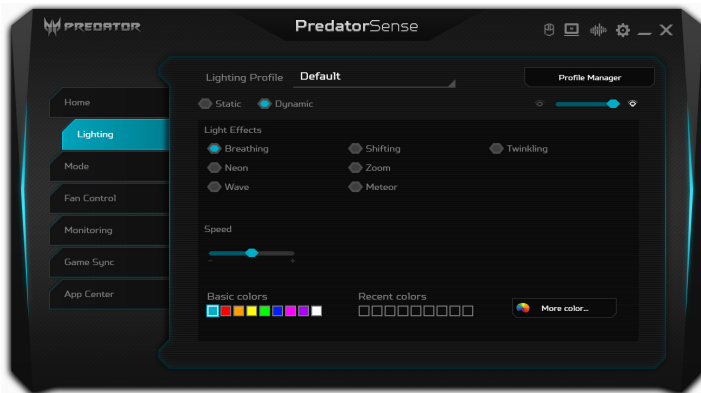 PREDATOR
PredatorSense
Lighting Profile Default
Profile Manager
Static Dynamic
Home
Lighting
Mode
Fan Control
Monitoring
Game Sync
App Center
Light Effects
Breathing Shifting Twinkling
Neon Zoom
Wave Meteor
Speed
- +
Basic colors Recent colors
More color...